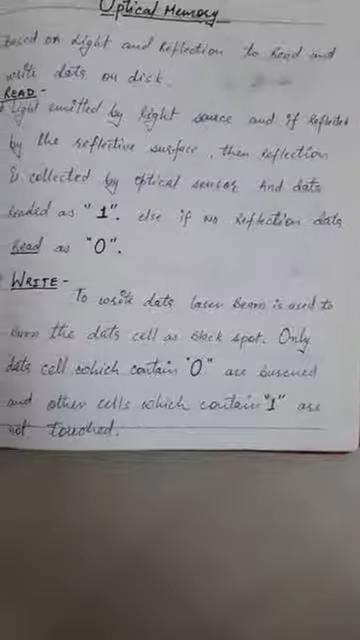 Optical Memory
Based on Light and Reflection to Read and
write data on disck.
READ -
Light emitted by light source and if Reflected
by the reflective surface, then Reflection
is collected by optical sensor And data
Readed as "1". else if No Reflection data
Read as "0".
WRITE -
To write data laser Beam is used to
burn the data cell as black spot. Only
data cell which contain "0" are buscned
and other cells which contain "1" are
not touched.